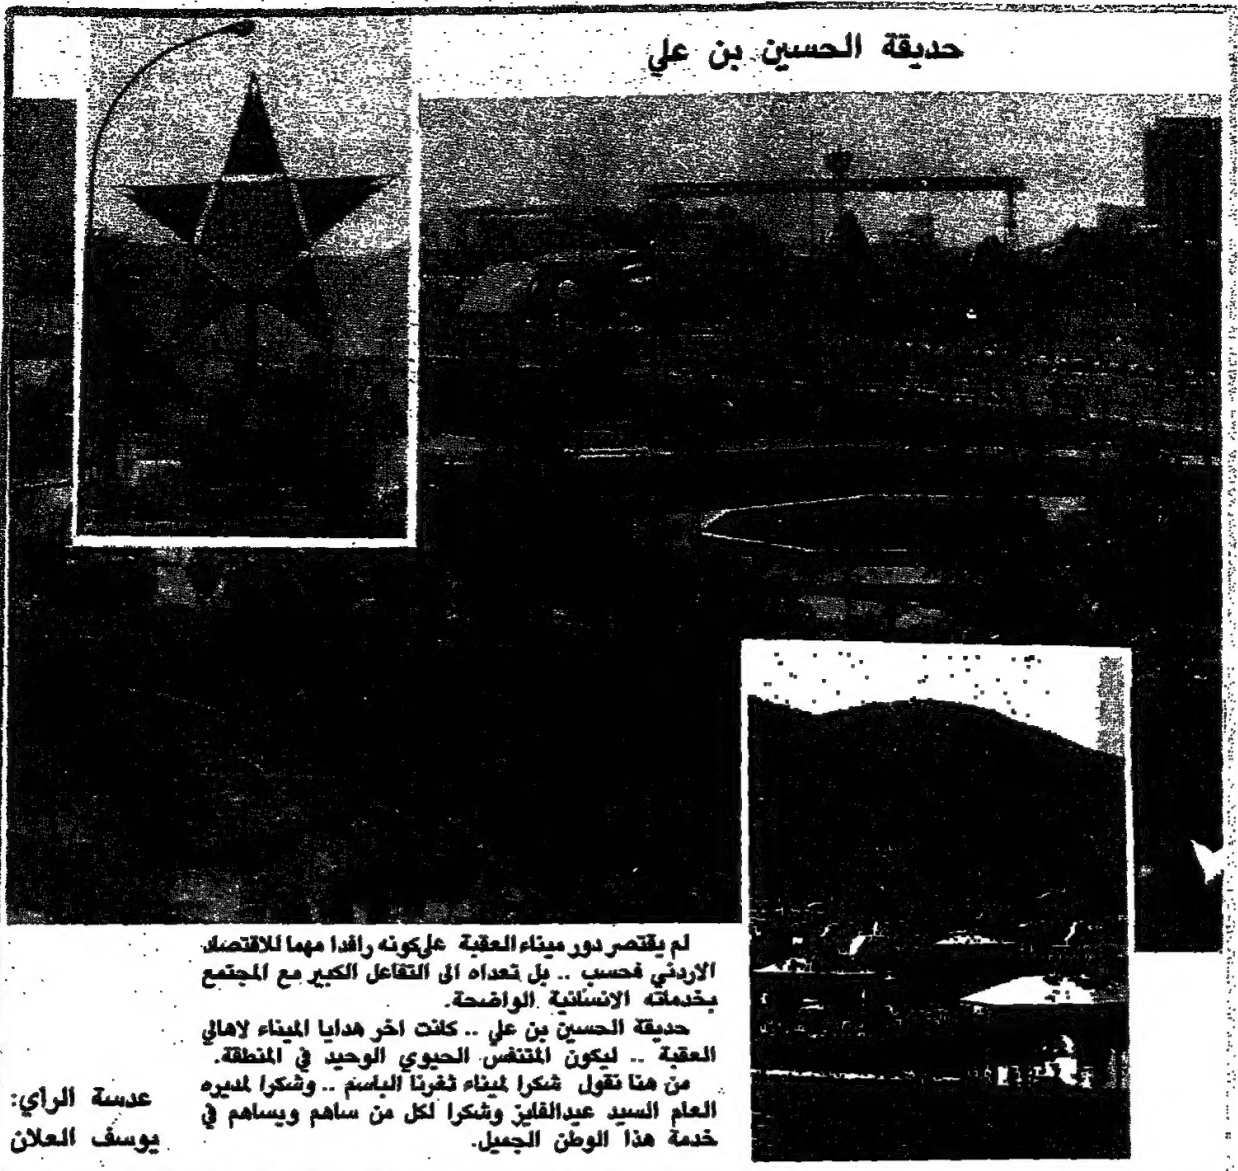 حديقة الحسين بن علي
لم يقتصر دور ميناء العقبة على كونه رافدا مهما للاقتصاد
الاردني فحسب .. بل تعداه الى التفاعل الكبير مع المجتمع
بخدماته الانسانية الواضحة.
حديقة الحسين بن علي .. كانت اخر هدايا الميناء لاهالي
العقبة .. ليكون المتنفس الحيوي الوحيد في المنطقة.
من هنا نقول شكرا لميناء ثغرنا الباسم .. وشكرا لمديره
العام السيد عبدالفايز وشكرا لكل من ساهم ويساهم في
خدمة هذا الوطن الجميل.
عدسة الراي:
يوسف العلان